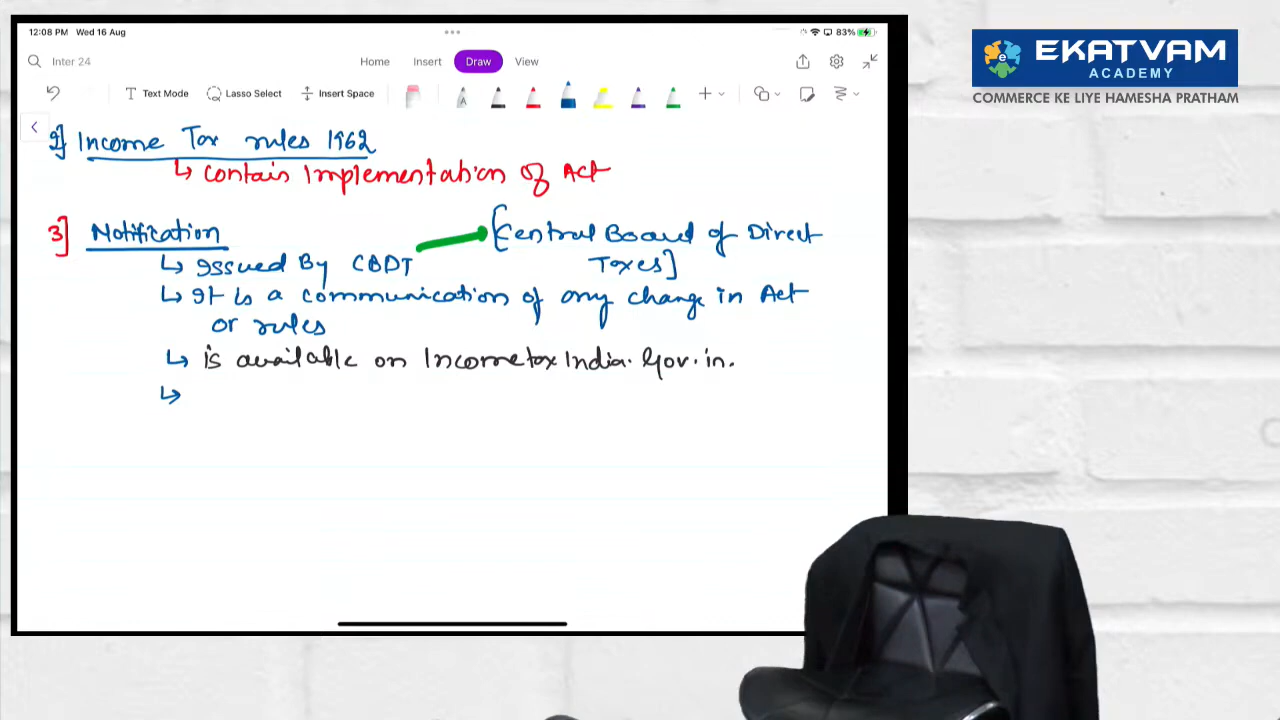 12:08 PM Wed 16 Aug
83%
Inter 24
Home Insert Draw View
Text Mode Lasso Select Insert Space
2] Income Tax rules 1962
↳ contain Implementation of Act
3] Notification
↳ Issued By CBDT [Central Board of Direct Taxes]
↳ It is a communication of any change in Act
or rules
↳ is available on IncometaxIndia.Gov.in.
↳
EKATVAM
ACADEMY
COMMERCE KE LIYE HAMESHA PRATHAM